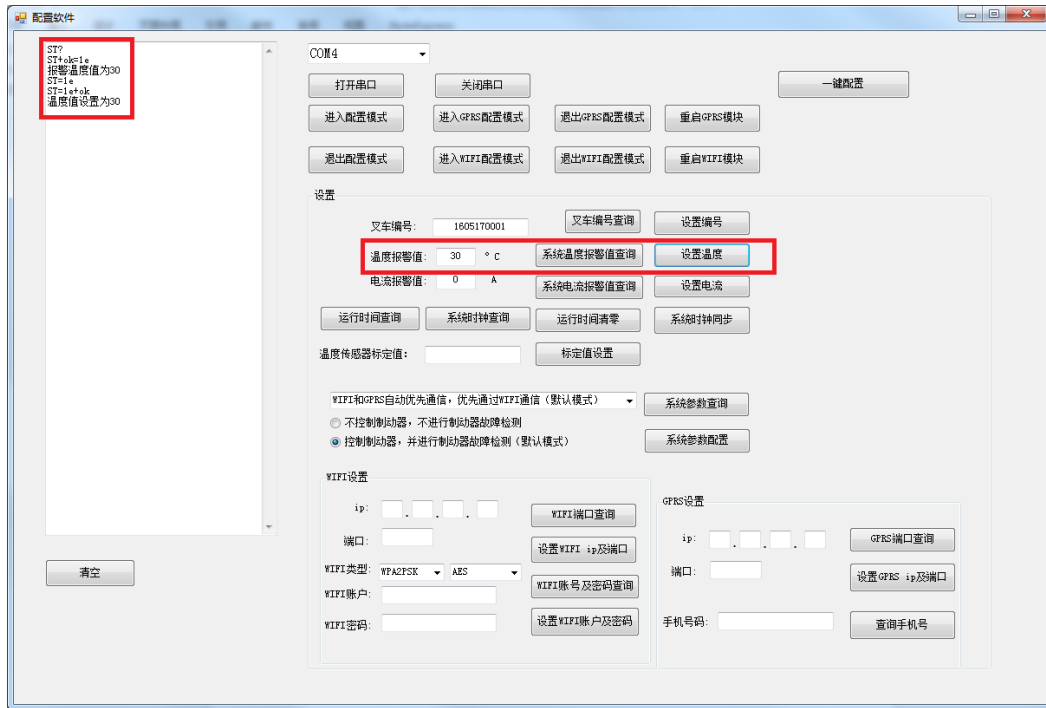 配置软件
ST?
ST+ok=1e
报警温度值为30
ST=1e
ST=1e+ok
温度值设置为30
清空
COM4
打开串口 关闭串口 一键配置
进入配置模式 进入GPRS配置模式 退出GPRS配置模式 重启GPRS模块
退出配置模式 进入WIFI配置模式 退出WIFI配置模式 重启WIFI模块
设置
叉车编号: 1605170001 叉车编号查询 设置编号
温度报警值: 30 °C 系统温度报警值查询 设置温度
电流报警值: 0 A 系统电流报警值查询 设置电流
运行时间查询 系统时钟查询 运行时间清零 系统时钟同步
温度传感器标定值: 标定值设置
WIFI和GPRS自动优先通信，优先通过WIFI通信（默认模式） 系统参数查询
不控制制动器，不进行制动器故障检测
控制制动器，并进行制动器故障检测（默认模式） 系统参数配置
WIFI设置
ip: . . . WIFI端口查询
端口: 设置WIFI ip及端口
WIFI类型: WPA2PSK AES
WIFI账户: WIFI账号及密码查询
WIFI密码: 设置WIFI账户及密码
GPRS设置
ip: . . . GPRS端口查询
端口: 设置GPRS ip及端口
手机号码: 查询手机号